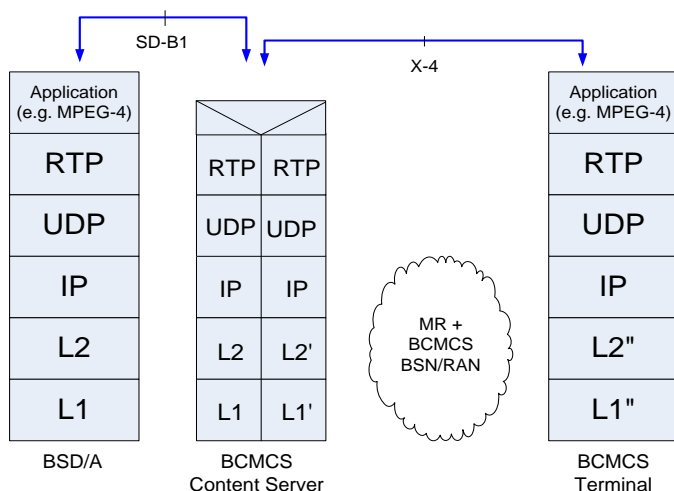 SD-B1
X-4
Application
(e.g. MPEG-4)
RTP
UDP
IP
L2
L1
BSD/A
RTP RTP
UDP UDP
IP IP
L2 L2'
L1 L1'
BCMCS
Content Server
MR +
BCMCS
BSN/RAN
Application
(e.g. MPEG-4)
RTP
UDP
IP
L2"
L1"
BCMCS
Terminal